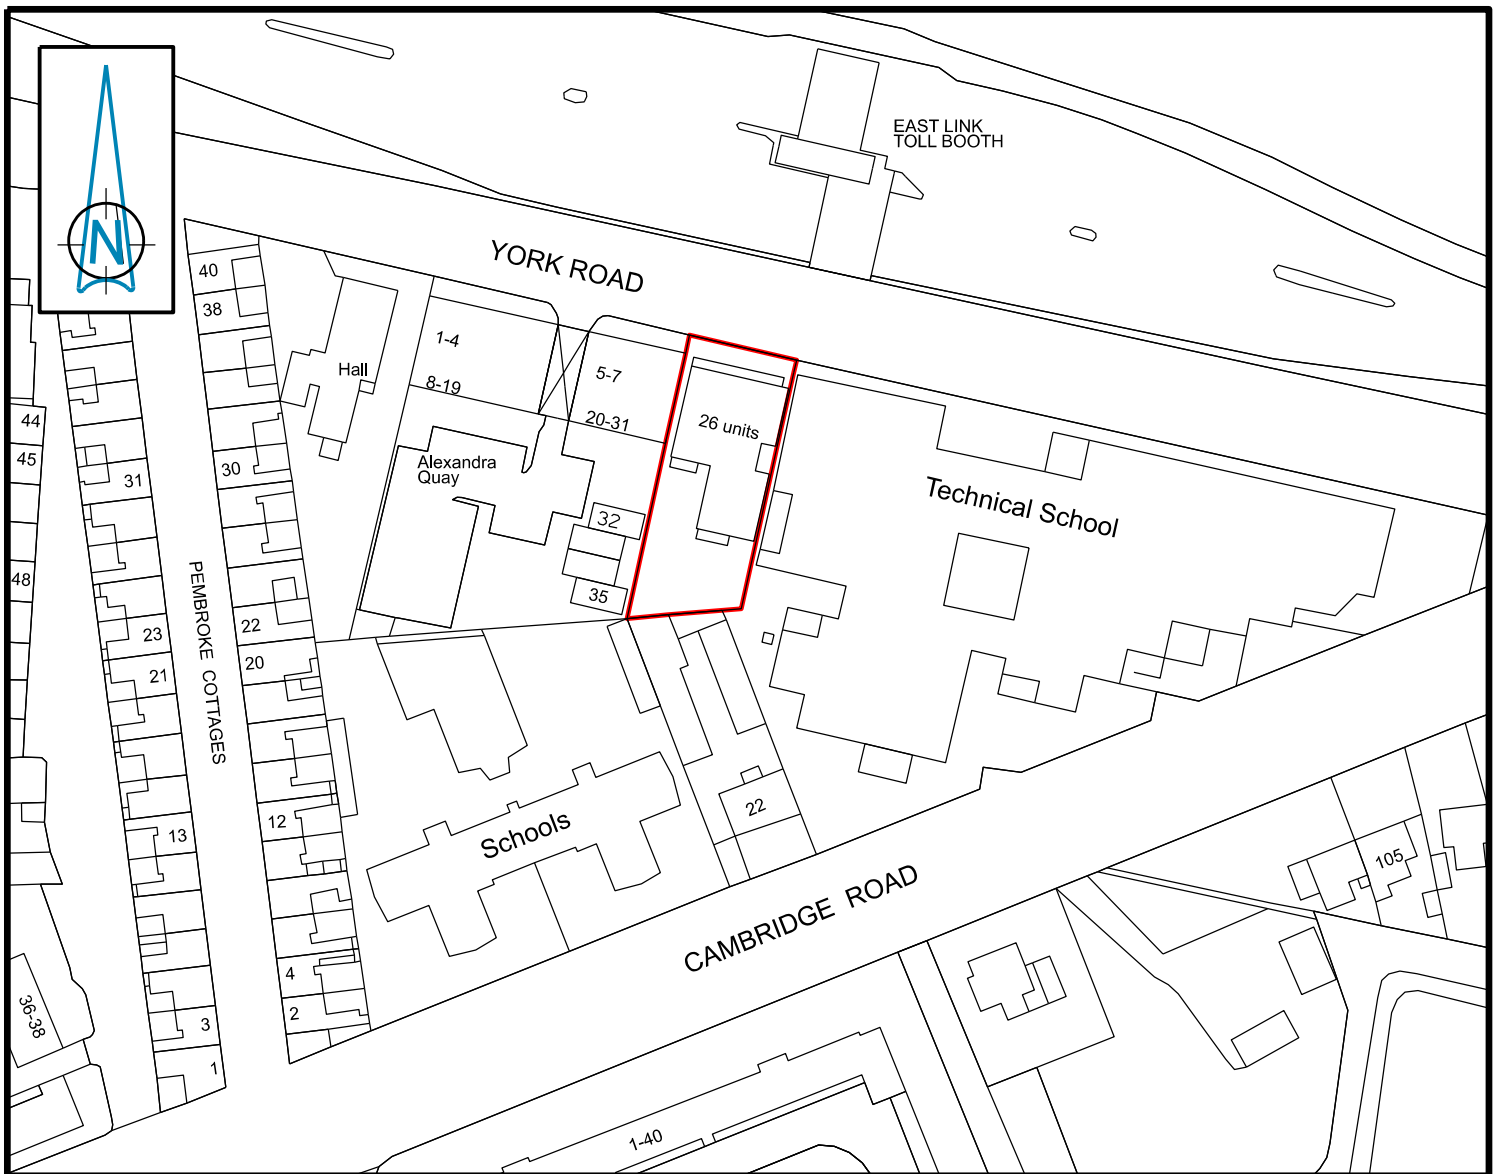 EAST LINK
TOLL BOOTH
N
YORK ROAD
40
38
1-4
Hall
8-19
5-7
20-31
26 units
44
45
31
30
Alexandra
Quay
32
Technical School
48
PEMBROKE COTTAGES
35
23
22
21
20
13
12
Schools
22
105
CAMBRIDGE ROAD
36-38
4
2
3
1
1-40